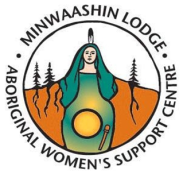 • MINWAASHIN LODGE •
ABORIGINAL WOMEN'S SUPPORT CENTRE